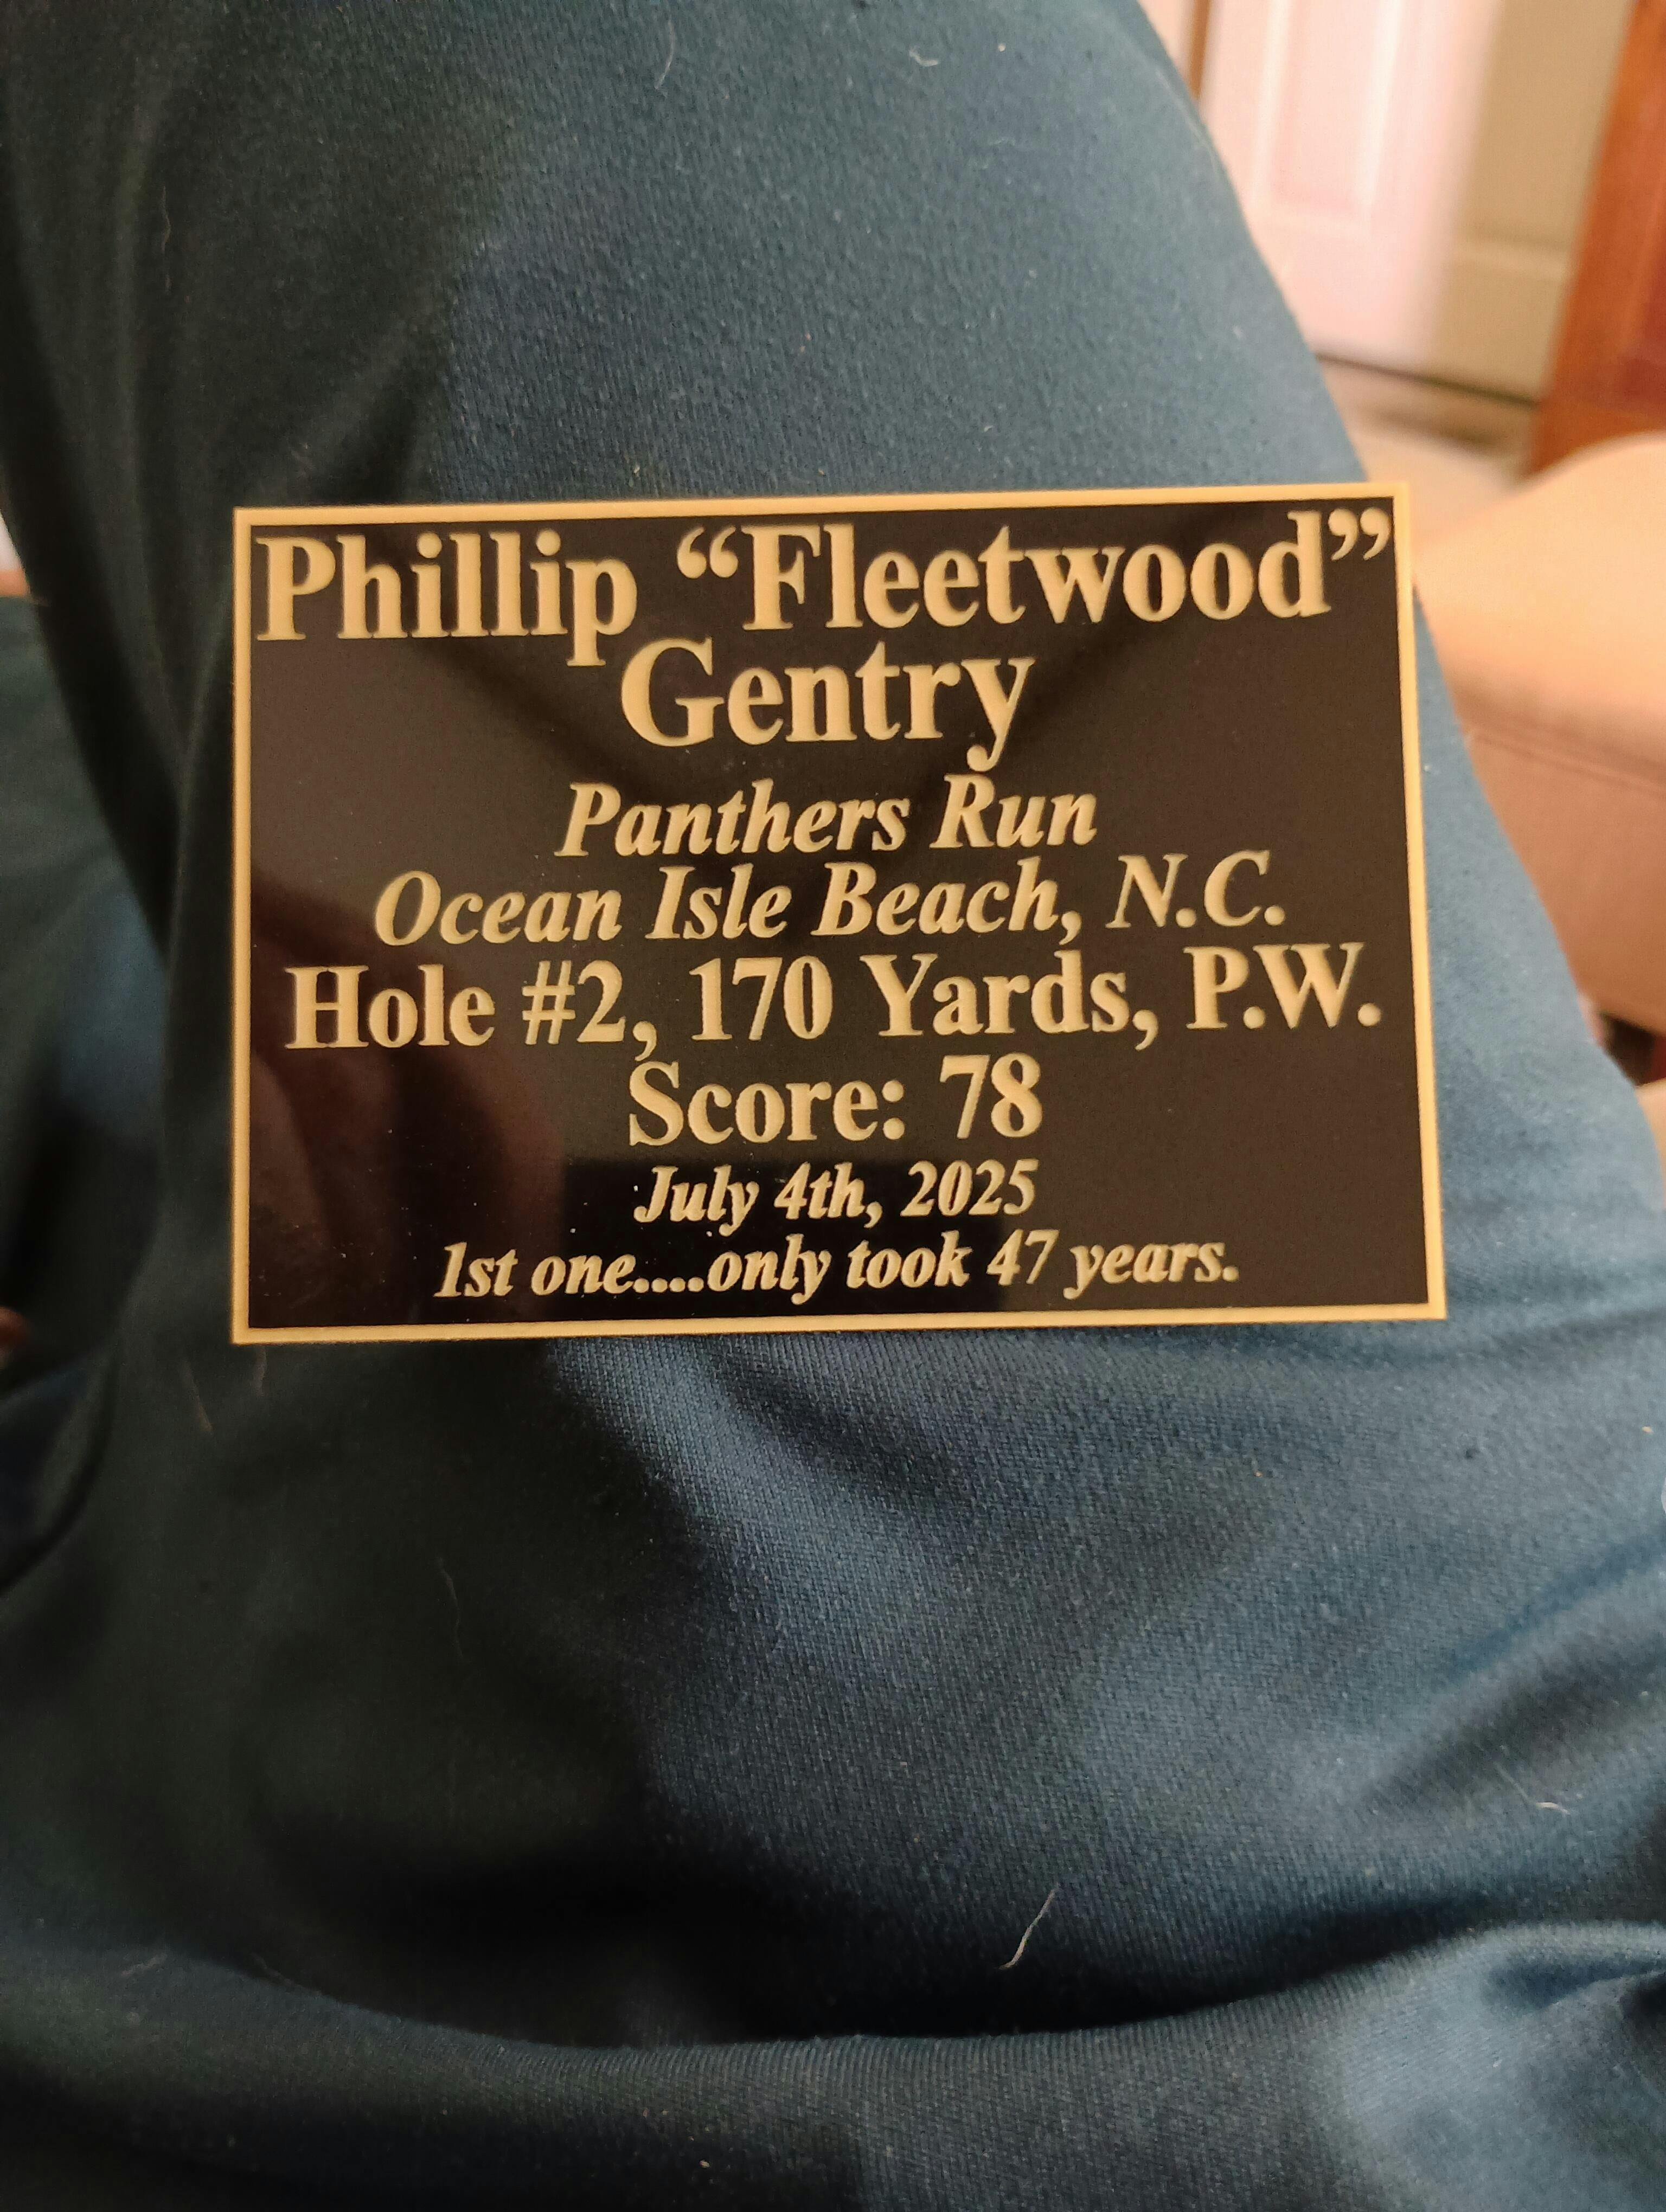 Phillip “Fleetwood”
Gentry
Panthers Run
Ocean Isle Beach, N.C.
Hole #2, 170 Yards, P.W.
Score: 78
July 4th, 2025
1st one....only took 47 years.